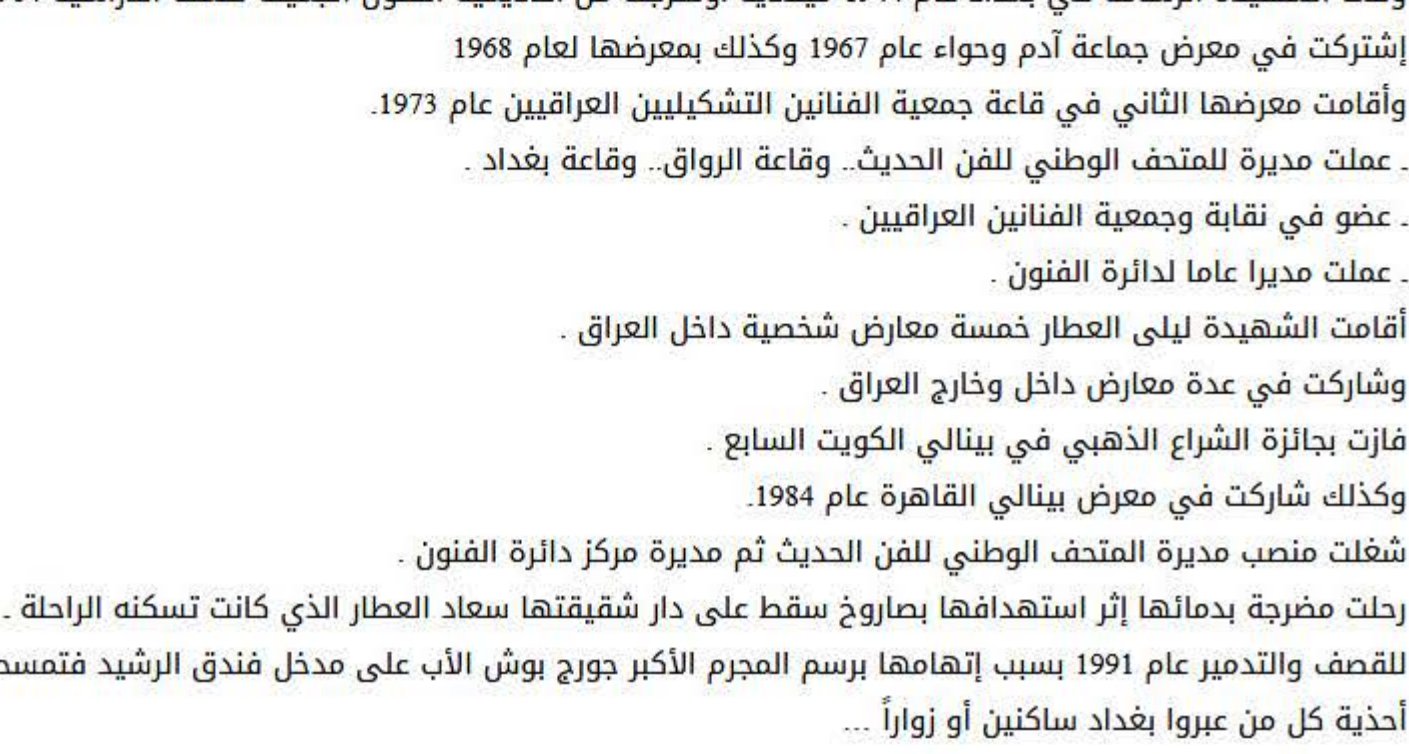 إشتركت في معرض جماعة آدم وحواء عام 1967 وكذلك بمعرضها لعام 1968
وأقامت معرضها الثاني في قاعة جمعية الفنانين التشكيليين العراقيين عام 1973.
ـ عملت مديرة للمتحف الوطني للفن الحديث.. وقاعة الرواق.. وقاعة بغداد .
ـ عضو في نقابة وجمعية الفنانين العراقيين .
ـ عملت مديرا عاما لدائرة الفنون .
أقامت الشهيدة ليلى العطار خمسة معارض شخصية داخل العراق .
وشاركت في عدة معارض داخل وخارج العراق .
فازت بجائزة الشراع الذهبي في بينالي الكويت السابع .
وكذلك شاركت في معرض بينالي القاهرة عام 1984.
شغلت منصب مديرة المتحف الوطني للفن الحديث ثم مديرة مركز دائرة الفنون .
رحلت مضرجة بدمائها إثر استهدافها بصاروخ سقط على دار شقيقتها سعاد العطار الذي كانت تسكنه الراحلة .
للقصف والتدمير عام 1991 بسبب إتهامها برسم المجرم الأكبر جورج بوش الأب على مدخل فندق الرشيد
أحذية كل من عبروا بغداد ساكنين أو زواراً ...